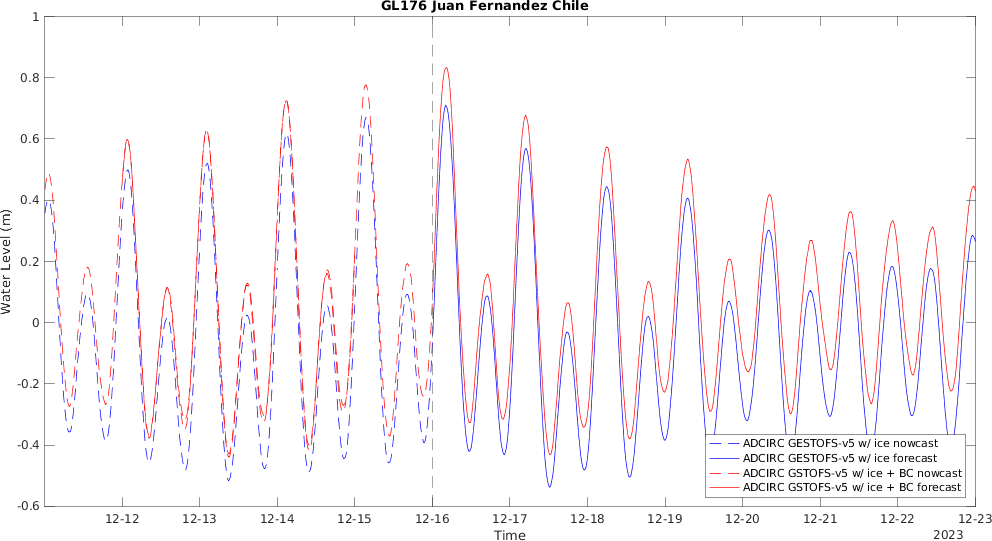 GL176 Juan Fernandez Chile
1
0.8
0.6
0.4
0.2
0
-0.2
-0.4
-0.6
Water Level (m)
12-12 12-13 12-14 12-15 12-16 12-17 12-18 12-19 12-20 12-21 12-22 12-23
Time
2023
ADCIRC GESTOFS-v5 w/ ice nowcast
ADCIRC GESTOFS-v5 w/ ice forecast
ADCIRC GSTOFS-v5 w/ ice + BC nowcast
ADCIRC GSTOFS-v5 w/ ice + BC forecast